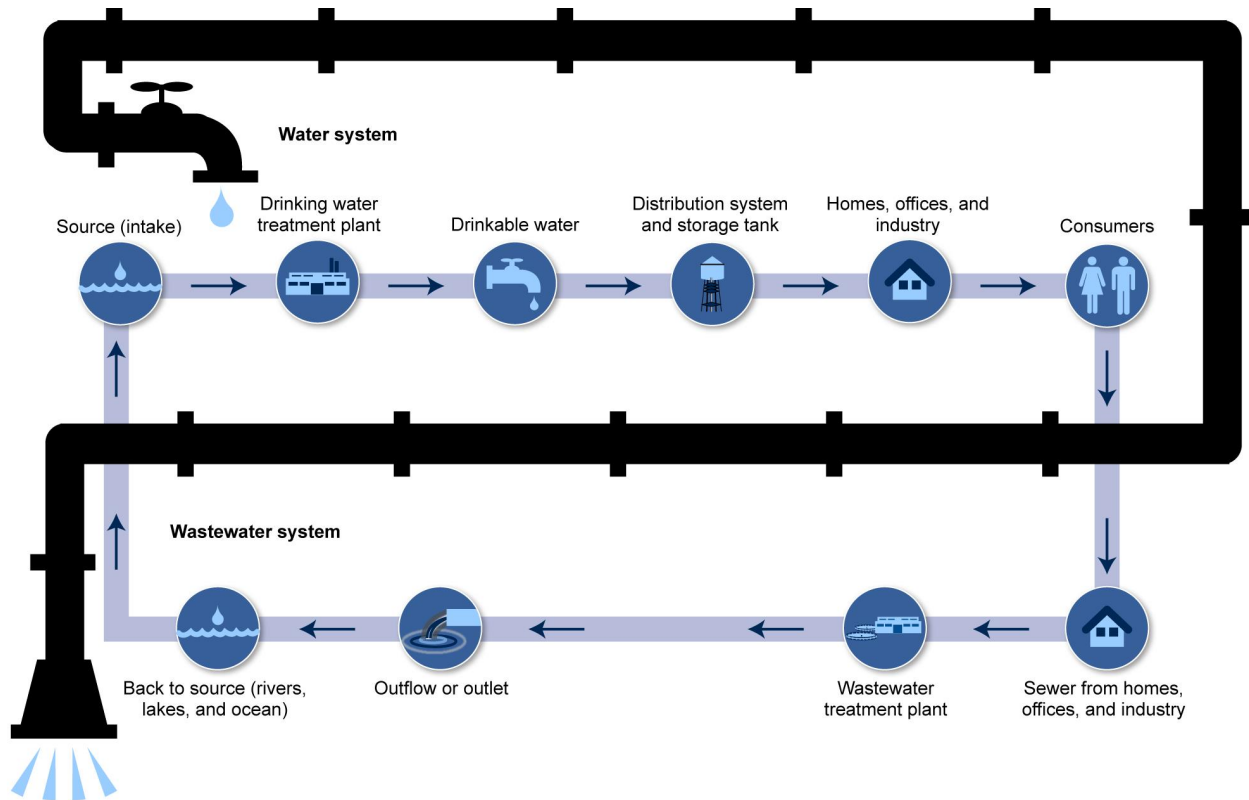 Water system
Source (intake)
Drinking water
treatment plant
Drinkable water
Distribution system
and storage tank
Homes, offices, and
industry
Consumers
Wastewater system
Back to source (rivers,
lakes, and ocean)
Outflow or outlet
Wastewater
treatment plant
Sewer from homes,
offices, and industry